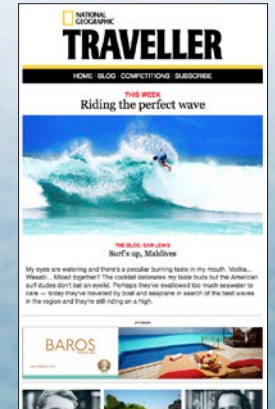 NATIONAL
GEOGRAPHIC
TRAVELLER
HOME BLOG COMPETITIONS SUBSCRIBE
THIS WEEK
Riding the perfect wave
THE BLOG: SAM LEWIS
Surf's up, Maldives
My eyes are watering and there's a peculiar burning taste in my mouth. Vodka...
Wasabi... Mixed together? The cocktail detonates my taste buds but the American
surf dudes don't bat an eyelid. Perhaps they've swallowed too much seawater to
care — today they've travelled by boat and seaplane in search of the best waves
in the region and they're still riding on a high.
BAROS